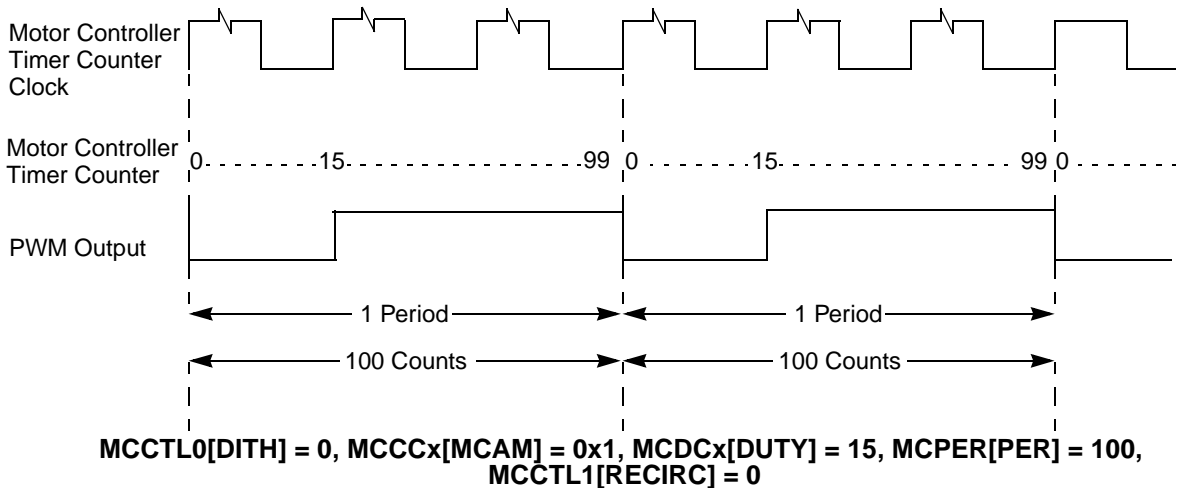 Motor Controller
Timer Counter
Clock
Motor Controller
Timer Counter
0 15 99 0 15 99 0
PWM Output
1 Period 1 Period
100 Counts 100 Counts
MCCTL0[DITH] = 0, MCCCx[MCAM] = 0x1, MCDCx[DUTY] = 15, MCPER[PER] = 100,
MCCTL1[RECIRC] = 0